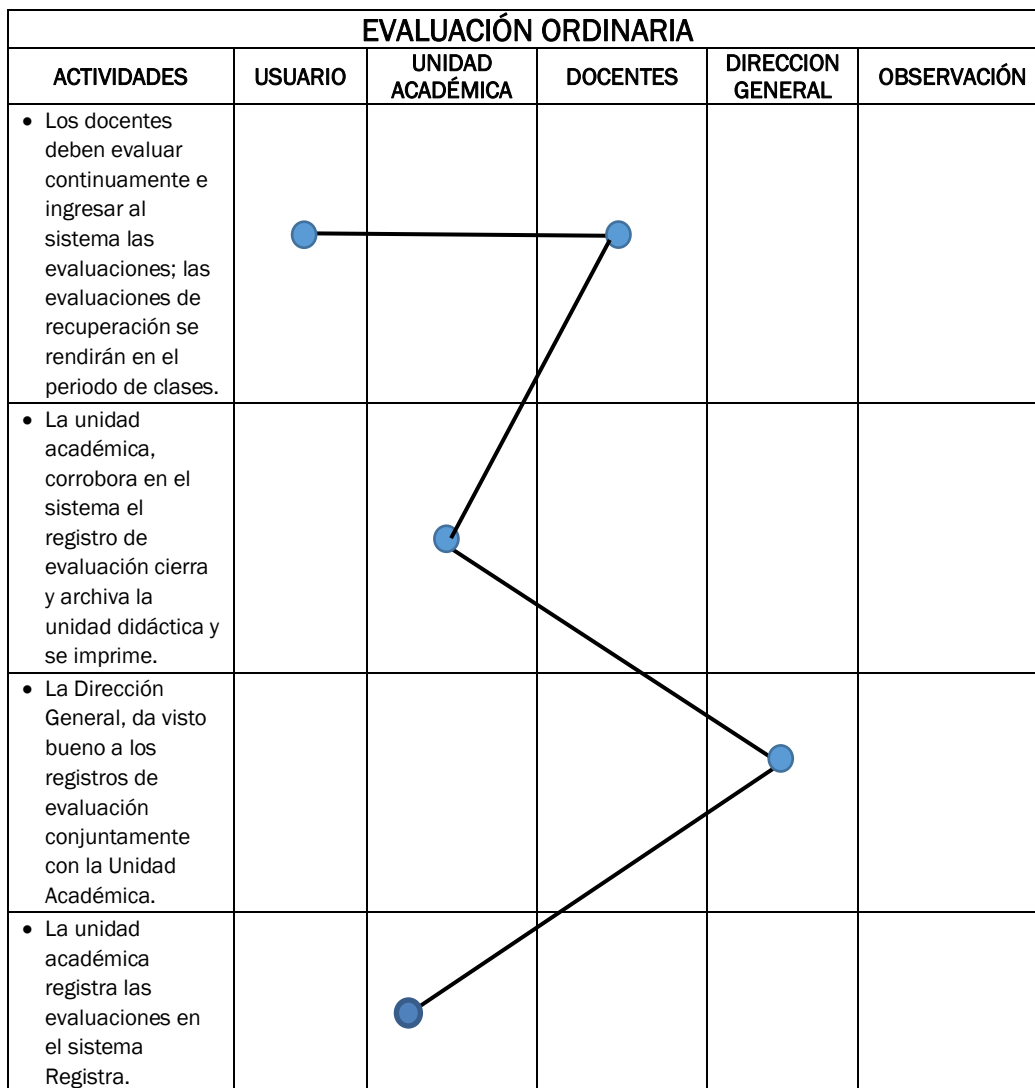 EVALUACIÓN ORDINARIA
ACTIVIDADES
USUARIO
UNIDAD
ACADÉMICA
DOCENTES
DIRECCION
GENERAL
OBSERVACIÓN
• Los docentes
deben evaluar
continuamente e
ingresar al
sistema las
evaluaciones; las
evaluaciones de
recuperación se
rendirán en el
periodo de clases.
• La unidad
académica,
corrobora en el
sistema el
registro de
evaluación cierra
y archiva la
unidad didáctica y
se imprime.
• La Dirección
General, da visto
bueno a los
registros de
evaluación
conjuntamente
con la Unidad
Académica.
• La unidad
académica
registra las
evaluaciones en
el sistema
Registra.